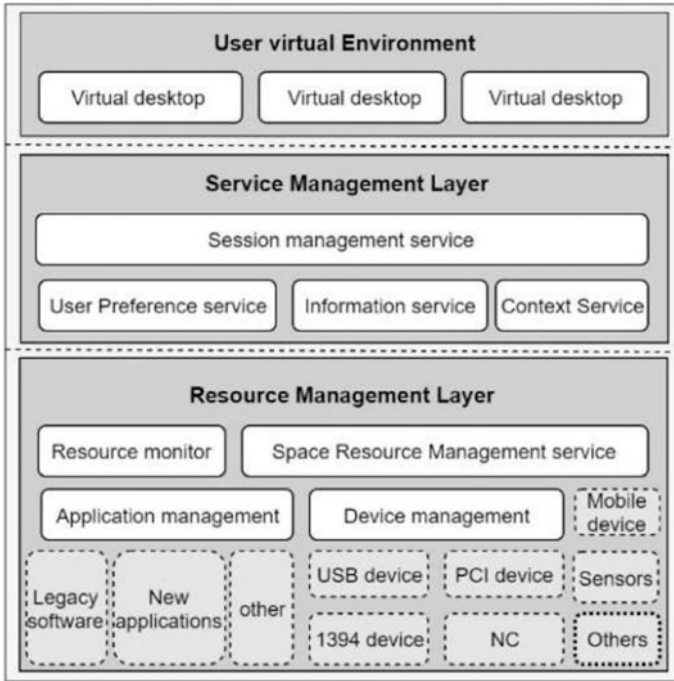 User virtual Environment
Virtual desktop
Virtual desktop
Virtual desktop
Service Management Layer
Session management service
User Preference service
Information service
Context Service
Resource Management Layer
Resource monitor
Space Resource Management service
Application management
Device management
Mobile
device
Legacy
software
New
applications
other
USB device
PCI device
Sensors
1394 device
NC
Others